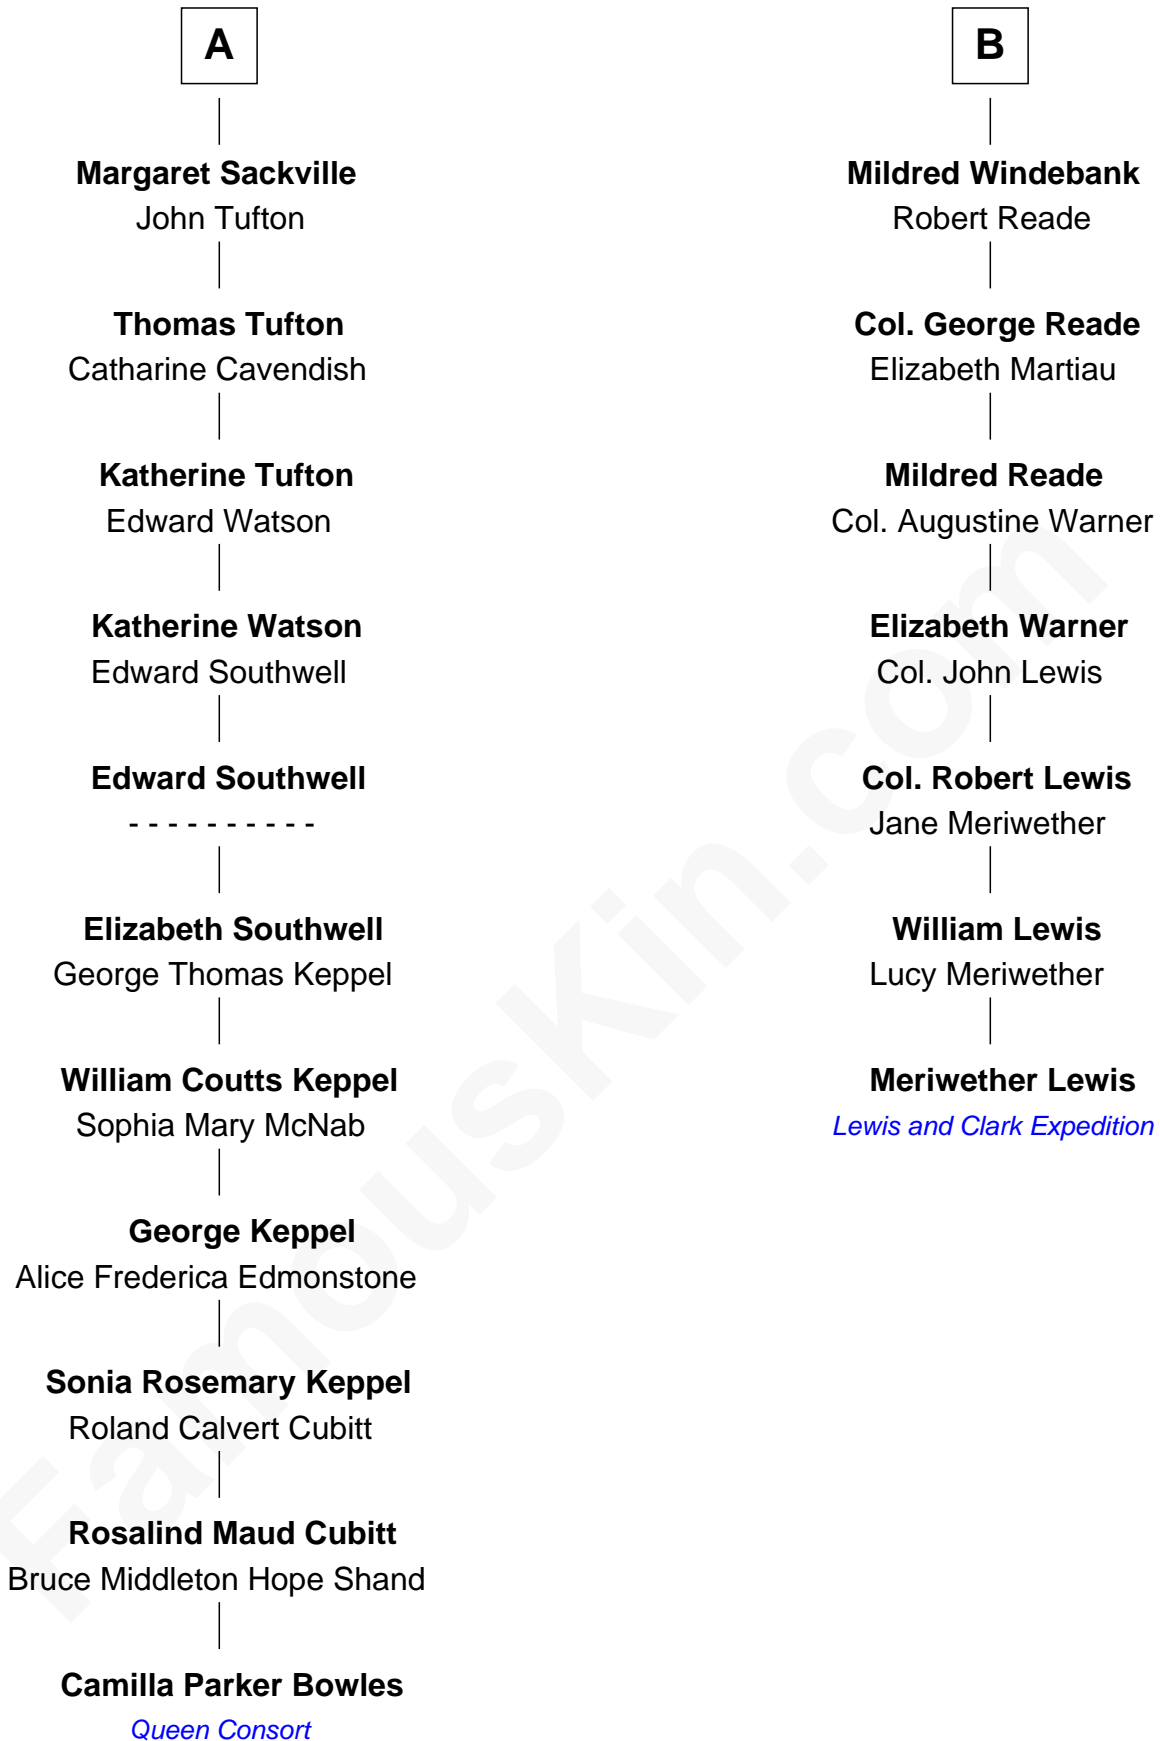 A
Margaret Sackville
John Tufton
Thomas Tufton
Catharine Cavendish
Katherine Tufton
Edward Watson
Katherine Watson
Edward Southwell
Edward Southwell
- - - - - - - - - -
Elizabeth Southwell
George Thomas Keppel
William Coutts Keppel
Sophia Mary McNab
George Keppel
Alice Frederica Edmonstone
Sonia Rosemary Keppel
Roland Calvert Cubitt
Rosalind Maud Cubitt
Bruce Middleton Hope Shand
Camilla Parker Bowles
Queen Consort
B
Mildred Windebank
Robert Reade
Col. George Reade
Elizabeth Martiau
Mildred Reade
Col. Augustine Warner
Elizabeth Warner
Col. John Lewis
Col. Robert Lewis
Jane Meriwether
William Lewis
Lucy Meriwether
Meriwether Lewis
Lewis and Clark Expedition
FamousKin.com